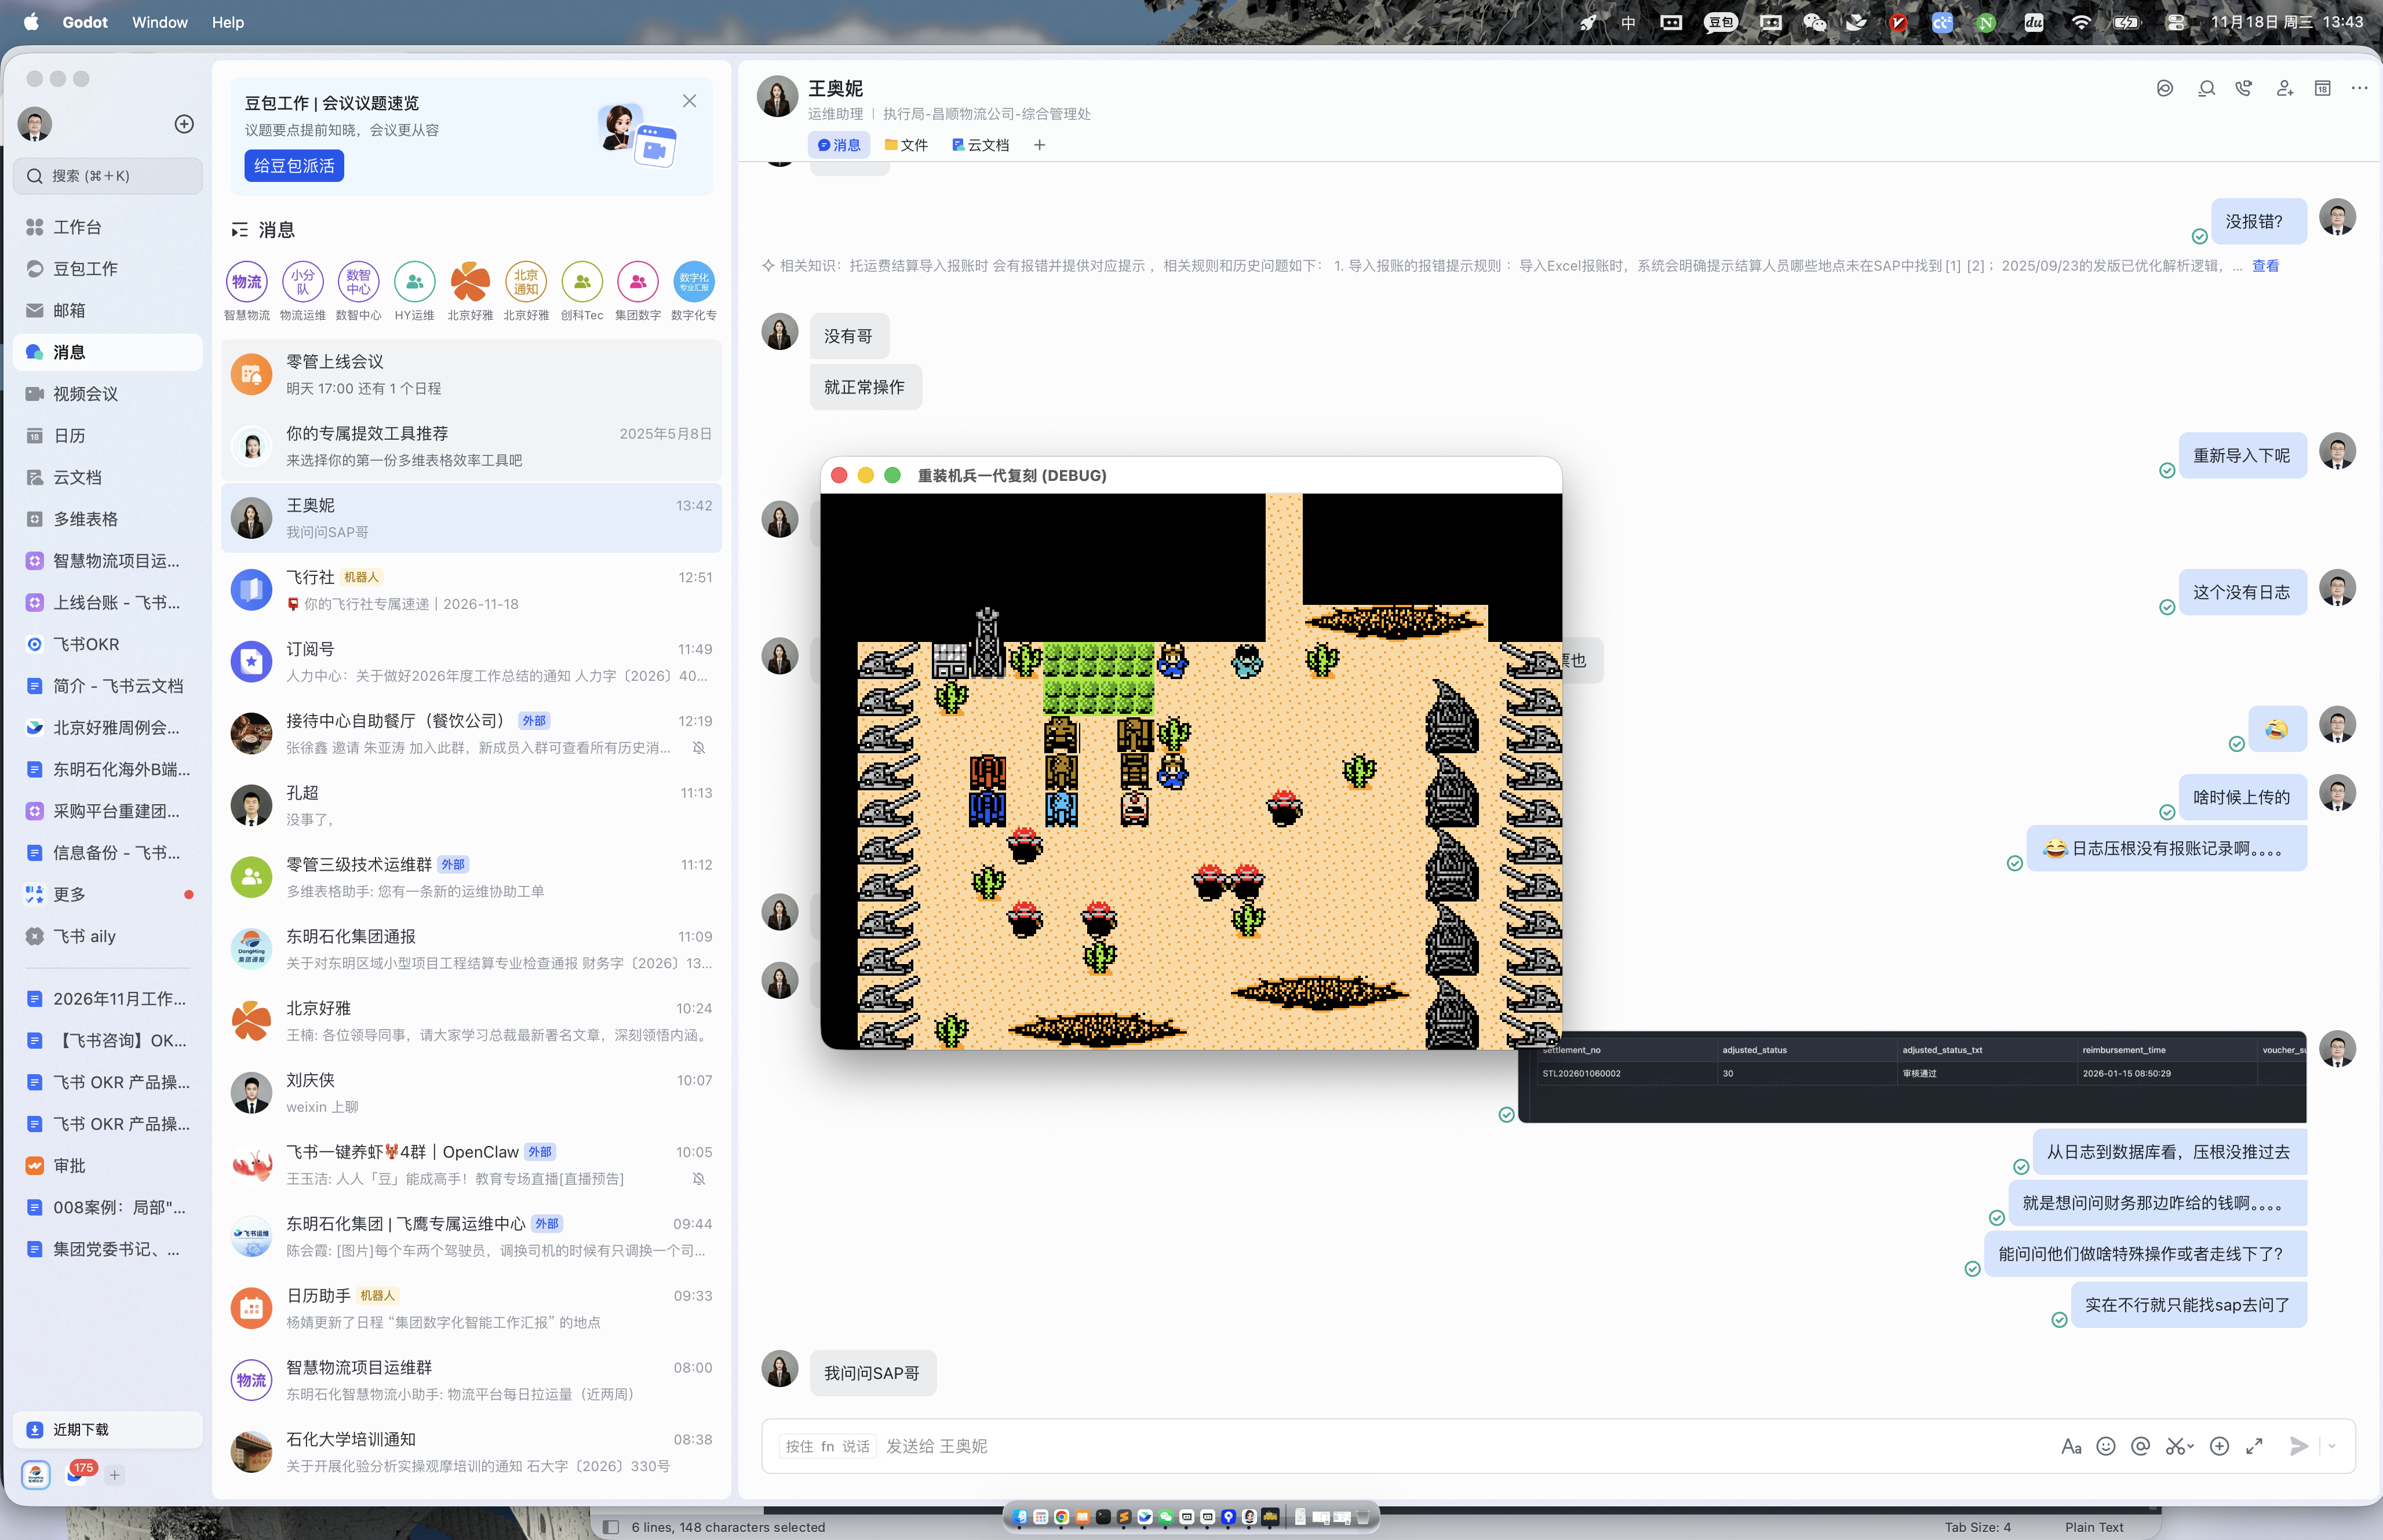 Godot Window Help
中 豆包 du 11月18日 周三 13:43
搜索 (⌘+K)
工作台
豆包工作
邮箱
消息
视频会议
18 日历
云文档
多维表格
智慧物流项目运...
上线台账 - 飞书...
飞书OKR
简介 - 飞书云文档
北京好雅周例会...
东明石化海外B端...
采购平台重建团...
信息备份 - 飞书...
更多
飞书 aily
2026年11月工作...
【飞书咨询】OK...
飞书 OKR 产品操...
飞书 OKR 产品操...
审批
008案例：局部"...
集团党委书记、...
近期下载
175
豆包工作 | 会议议题速览
议题要点提前知晓，会议更从容
给豆包派活
消息
物流 小分队 数智中心 北京通知 数字化专业汇报
智慧物流 物流运维 数智中心 HY运维 北京好雅 北京好雅 创科Tec 集团数字 数字化专
零管上线会议
明天 17:00 还有 1 个日程
你的专属提效工具推荐 2025年5月8日
来选择你的第一份多维表格效率工具吧
王奥妮 13:42
我问问SAP哥
飞行社 机器人 12:51
📮 你的飞行社专属速递｜2026-11-18
订阅号 11:49
人力中心：关于做好2026年度工作总结的通知 人力字〔2026〕40...
接待中心自助餐厅（餐饮公司） 外部 12:19
张徐鑫 邀请 朱亚涛 加入此群，新成员入群可查看所有历史消...
孔超 11:13
没事了，
零管三级技术运维群 外部 11:12
多维表格助手: 您有一条新的运维协助工单
东明石化集团通报 11:09
关于对东明区域小型项目工程结算专业检查通报 财务字〔2026〕13...
北京好雅 10:24
王楠: 各位领导同事，请大家学习总裁最新署名文章，深刻领悟内涵。
刘庆侠 10:07
weixin 上聊
飞书一键养虾🦞4群｜OpenClaw 外部 10:05
王玉洁: 人人「豆」能成高手！教育专场直播[直播预告]
东明石化集团 | 飞鹰专属运维中心 外部 09:44
陈会霞: [图片]每个车两个驾驶员，调换司机的时候有只调换一个司...
日历助手 机器人 09:33
杨婧更新了日程 “集团数字化智能工作汇报” 的地点
智慧物流项目运维群 08:00
东明石化智慧物流小助手: 物流平台每日拉运量（近两周）
石化大学培训通知 08:38
关于开展化验分析实操观摩培训的通知 石大字〔2026〕330号
王奥妮
运维助理 | 执行局-昌顺物流公司-综合管理处
消息 文件 云文档
18
没报错?
相关知识：托运费结算导入报账时 会有报错并提供对应提示 ，相关规则和历史问题如下： 1. 导入报账的报错提示规则 ：导入Excel报账时，系统会明确提示结算人员哪些地点未在SAP中找到 [1] [2] ；2025/09/23的发版已优化解析逻辑，... 查看
没有哥
就正常操作
重新导入下呢
这个没有日志
票也
重装机兵一代复刻 (DEBUG)
啥时候上传的
😂日志压根没有报账记录啊。。。。
settlement_no adjusted_status adjusted_status_txt reimbursement_time voucher_su
STL202601060002 30 审核通过 2026-01-15 08:50:29
从日志到数据库看，压根没推过去
就是想问问财务那边咋给的钱啊。。。。
能问问他们做啥特殊操作或者走线下了?
实在不行就只能找sap去问了
我问问SAP哥
按住 fn 说话 发送给 王奥妮
Aa
6 lines, 148 characters selected Tab Size: 4 Plain Text